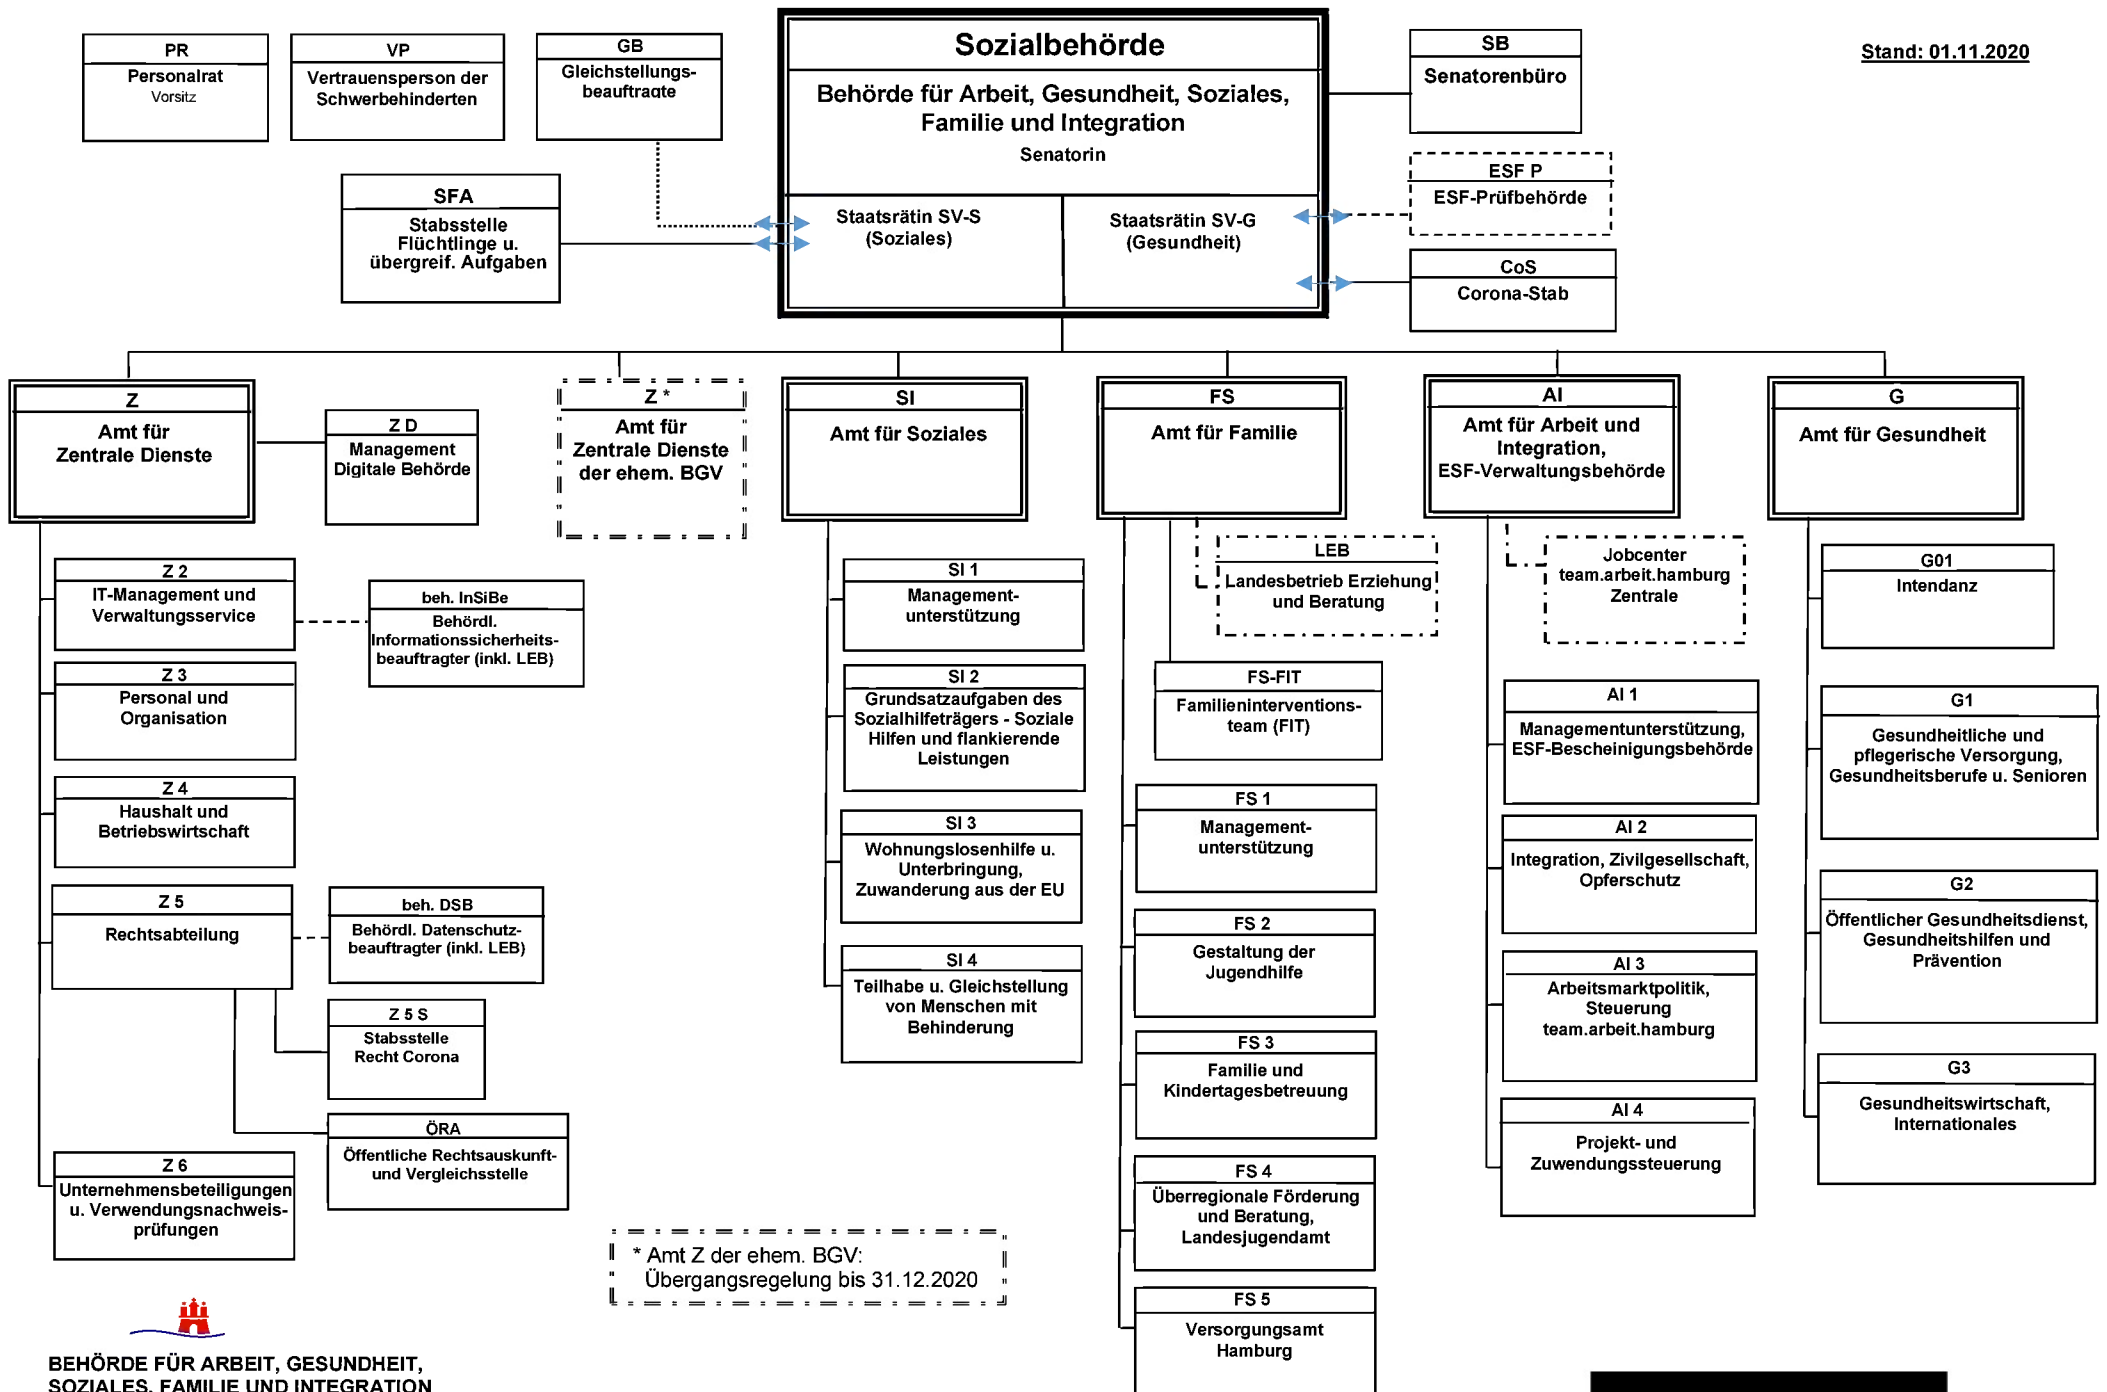 PR
Personalrat
Vorsitz
VP
Vertrauensperson der
Schwerbehinderten
GB
Gleichstellungs-
beauftragte
Sozialbehörde
Behörde für Arbeit, Gesundheit, Soziales,
Familie und Integration
Senatorin
Staatsrätin SV-S
(Soziales)
Staatsrätin SV-G
(Gesundheit)
SB
Senatorenbüro
Stand: 01.11.2020
ESF P
ESF-Prüfbehörde
SFA
Stabsstelle
Flüchtlinge u.
übergreif. Aufgaben
CoS
Corona-Stab
Z
Amt für
Zentrale Dienste
Z D
Management
Digitale Behörde
Z *
Amt für
Zentrale Dienste
der ehem. BGV
SI
Amt für Soziales
FS
Amt für Familie
AI
Amt für Arbeit und
Integration,
ESF-Verwaltungsbehörde
G
Amt für Gesundheit
Z 2
IT-Management und
Verwaltungsservice
beh. InSiBe
Behördl.
Informationssicherheits-
beauftragter (inkl. LEB)
Z 3
Personal und
Organisation
Z 4
Haushalt und
Betriebswirtschaft
Z 5
Rechtsabteilung
beh. DSB
Behördl. Datenschutz-
beauftragter (inkl. LEB)
Z 5 S
Stabsstelle
Recht Corona
ÖRA
Öffentliche Rechtsauskunft-
und Vergleichsstelle
Z 6
Unternehmensbeteiligungen
u. Verwendungsnachweis-
prüfungen
SI 1
Management-
unterstützung
SI 2
Grundsatzaufgaben des
Sozialhilfeträgers - Soziale
Hilfen und flankierende
Leistungen
SI 3
Wohnungslosenhilfe u.
Unterbringung,
Zuwanderung aus der EU
SI 4
Teilhabe u. Gleichstellung
von Menschen mit
Behinderung
LEB
Landesbetrieb Erziehung
und Beratung
FS-FIT
Familieninterventions-
team (FIT)
FS 1
Management-
unterstützung
FS 2
Gestaltung der
Jugendhilfe
FS 3
Familie und
Kindertagesbetreuung
FS 4
Überregionale Förderung
und Beratung,
Landesjugendamt
FS 5
Versorgungsamt
Hamburg
Jobcenter
team.arbeit.hamburg
Zentrale
AI 1
Managementunterstützung,
ESF-Bescheinigungsbehörde
AI 2
Integration, Zivilgesellschaft,
Opferschutz
AI 3
Arbeitsmarktpolitik,
Steuerung
team.arbeit.hamburg
AI 4
Projekt- und
Zuwendungssteuerung
G01
Intendanz
G1
Gesundheitliche und
pflegerische Versorgung,
Gesundheitsberufe u. Senioren
G2
Öffentlicher Gesundheitsdienst,
Gesundheitshilfen und
Prävention
G3
Gesundheitswirtschaft,
Internationales
* Amt Z der ehem. BGV:
Übergangsregelung bis 31.12.2020
BEHÖRDE FÜR ARBEIT, GESUNDHEIT,
SOZIALES, FAMILIE UND INTEGRATION